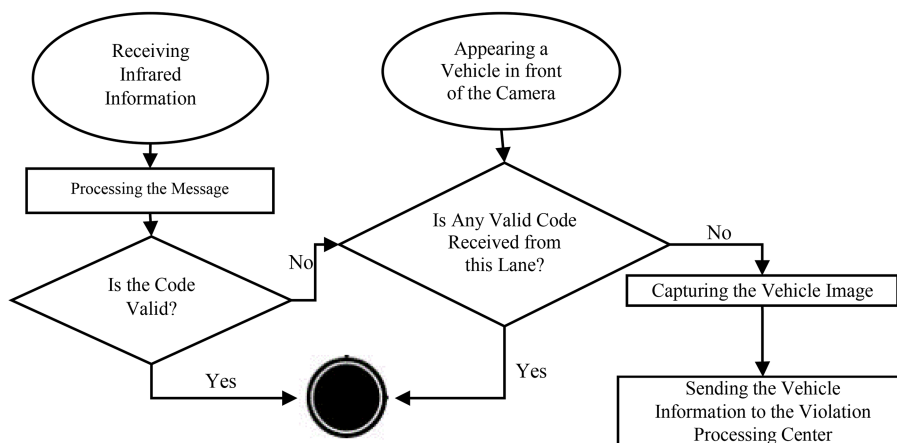 Receiving
Infrared
Information
Appearing a
Vehicle in front
of the Camera
Processing the Message
Is Any Valid Code
Received from
this Lane?
No
No
Is the Code
Valid?
Capturing the Vehicle Image
Yes
Yes
Sending the Vehicle
Information to the Violation
Processing Center